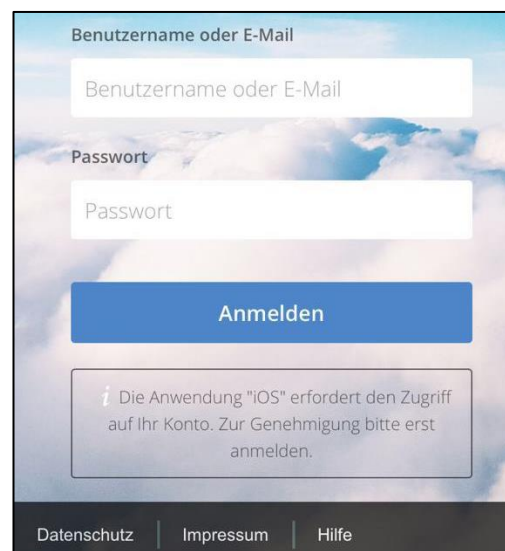 Benutzername oder E-Mail
Benutzername oder E-Mail
Passwort
Passwort
Anmelden
i Die Anwendung "iOS" erfordert den Zugriff
auf Ihr Konto. Zur Genehmigung bitte erst
anmelden.
Datenschutz | Impressum | Hilfe